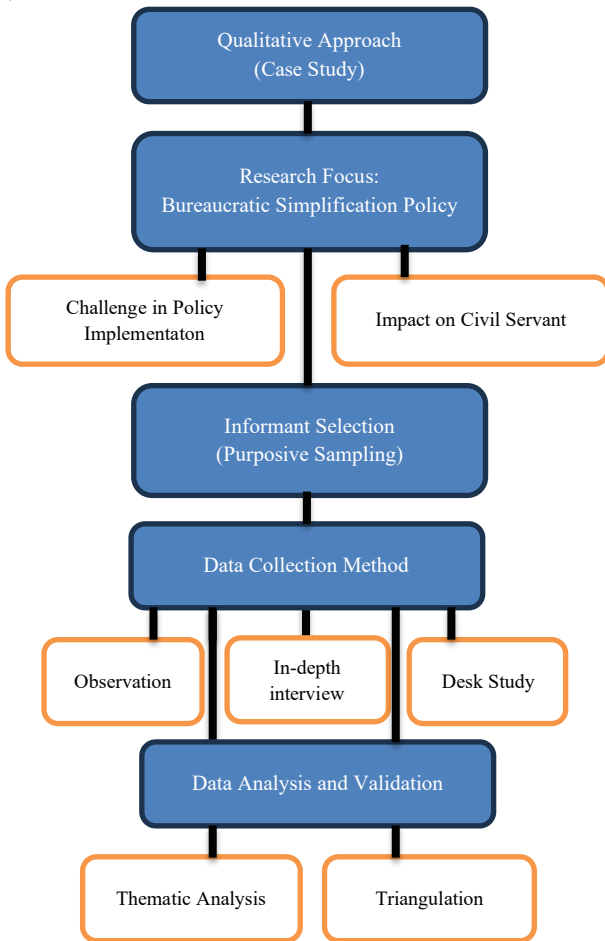 Qualitative Approach
(Case Study)
Research Focus:
Bureaucratic Simplification Policy
Challenge in Policy
Implementaton
Impact on Civil Servant
Informant Selection
(Purposive Sampling)
Data Collection Method
Observation
In-depth
interview
Desk Study
Data Analysis and Validation
Thematic Analysis
Triangulation